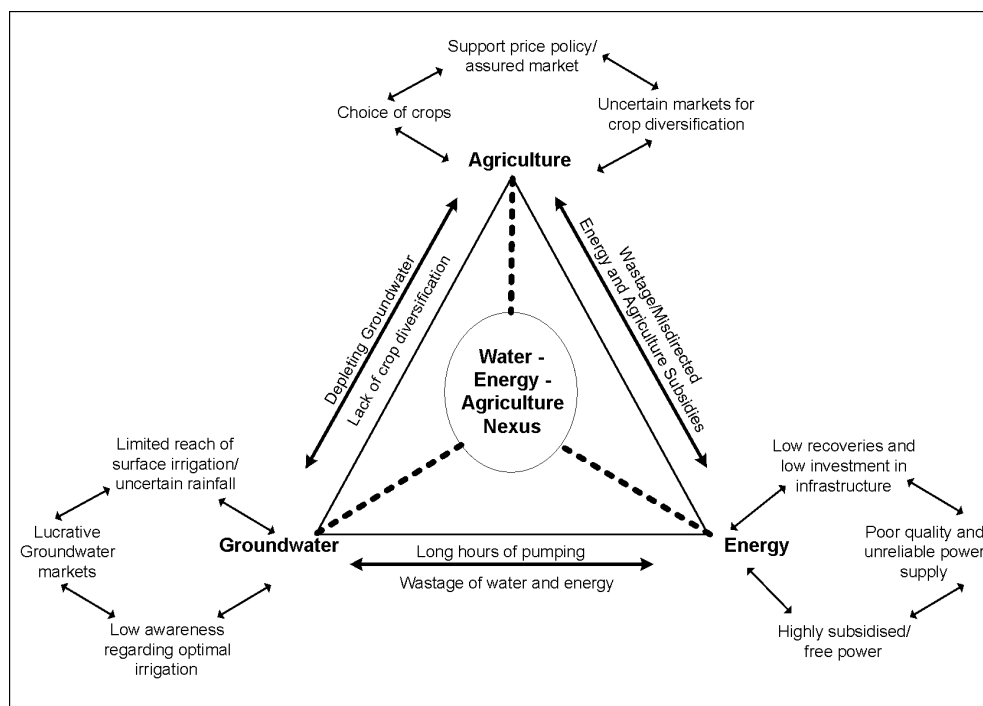 Support price policy/
assured market
Choice of crops
Uncertain markets for
crop diversification
Agriculture
Depleting Groundwater
Lack of crop diversification
Wastage/Misdirected
Energy and Agriculture Subsidies
Water -
Energy -
Agriculture
Nexus
Limited reach of
surface irrigation/
uncertain rainfall
Lucrative
Groundwater
markets
Low awareness
regarding optimal
irrigation
Groundwater
Long hours of pumping
Wastage of water and energy
Energy
Low recoveries and
low investment in
infrastructure
Poor quality and
unreliable power
supply
Highly subsidised/
free power